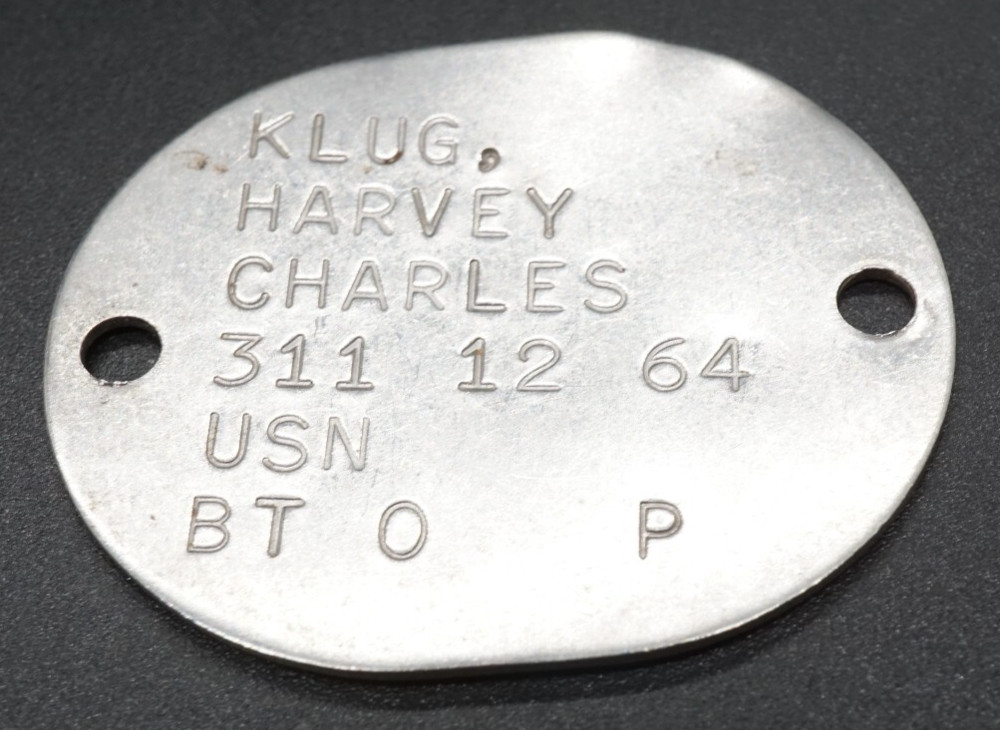 KLUG,
HARVEY
CHARLES
311 12 64
USN
BT O P